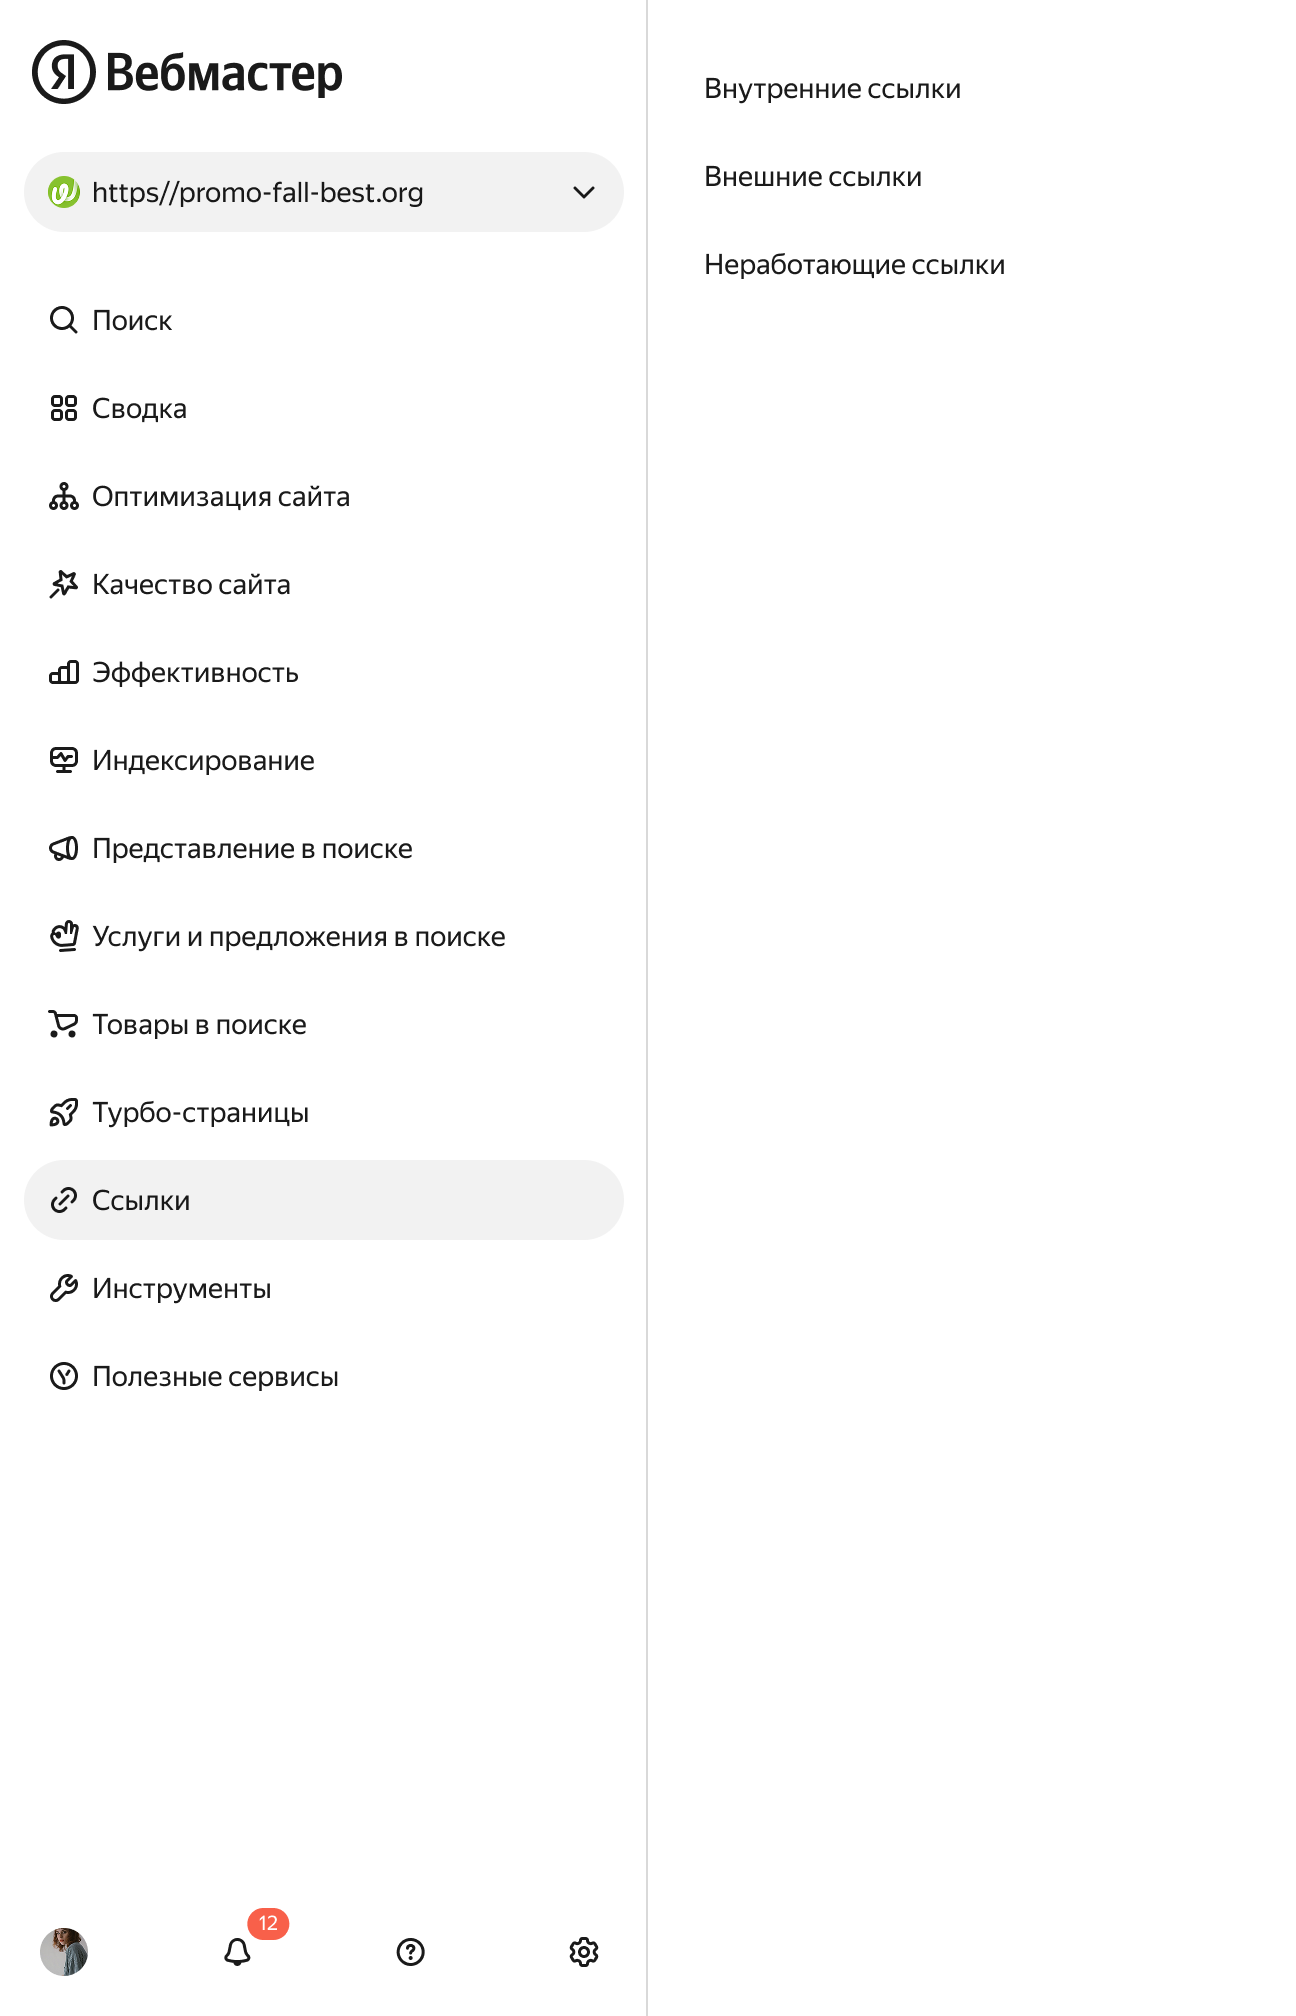 Я Вебмастер
https//promo-fall-best.org
Поиск
Сводка
Оптимизация сайта
Качество сайта
Эффективность
Индексирование
Представление в поиске
Услуги и предложения в поиске
Товары в поиске
Турбо-страницы
Ссылки
Инструменты
Полезные сервисы
12
Внутренние ссылки
Внешние ссылки
Неработающие ссылки